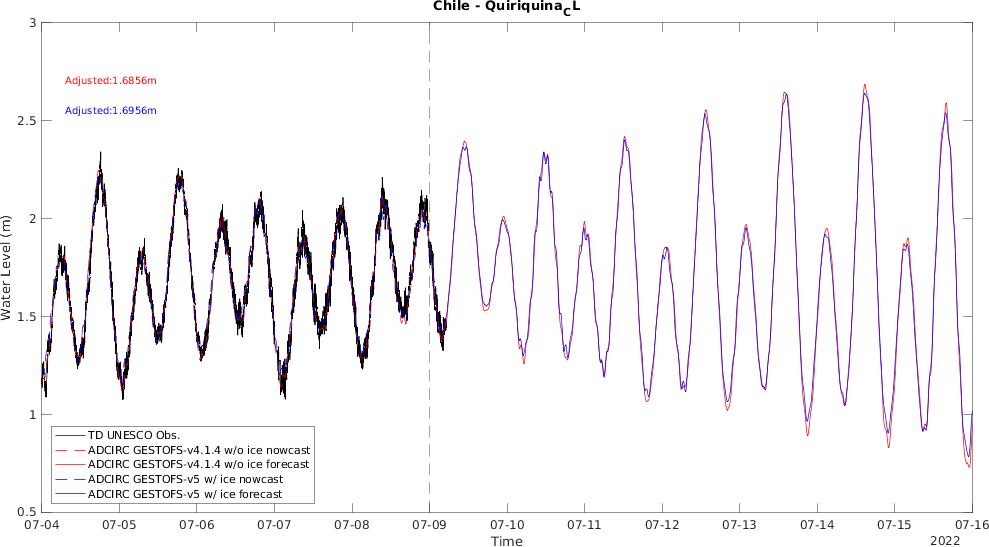 Chile - Quiriquina_CL
3
Adjusted:1.6856m
Adjusted:1.6956m
2.5
2
1.5
1
0.5
Water Level (m)
TD UNESCO Obs.
ADCIRC GESTOFS-v4.1.4 w/o ice nowcast
ADCIRC GESTOFS-v4.1.4 w/o ice forecast
ADCIRC GESTOFS-v5 w/ ice nowcast
ADCIRC GESTOFS-v5 w/ ice forecast
07-04 07-05 07-06 07-07 07-08 07-09 07-10 07-11 07-12 07-13 07-14 07-15 07-16
Time
2022